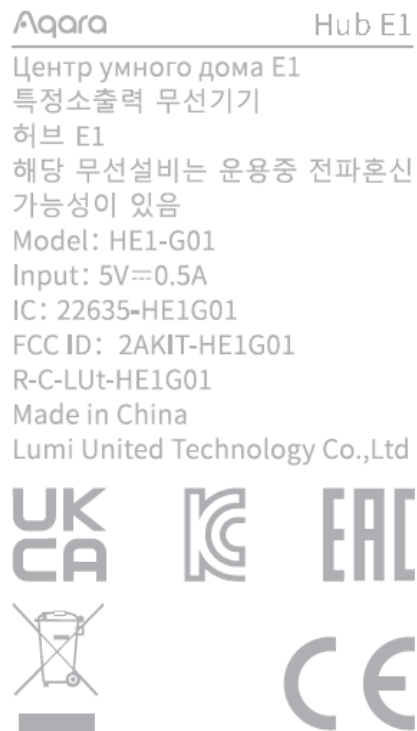 Aqara Hub E1
Центр умного дома E1
특정소출력 무선기기
허브 E1
해당 무선설비는 운용중 전파혼신
가능성이 있음
Model: HE1-G01
Input: 5V⎓0.5A
IC: 22635-HE1G01
FCC ID: 2AKIT-HE1G01
R-C-LUt-HE1G01
Made in China
Lumi United Technology Co.,Ltd
UK
CA
KC
EAC
CE